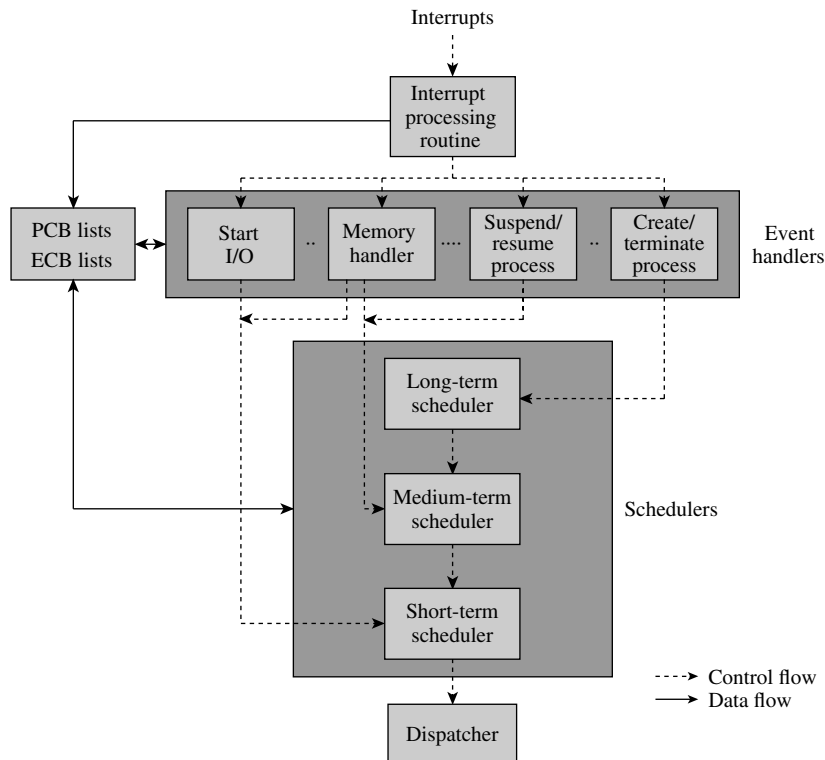 Interrupts
Interrupt
processing
routine
PCB lists
ECB lists
Start
I/O
..
Memory
handler
....
Suspend/
resume
process
..
Create/
terminate
process
Event
handlers
Long-term
scheduler
Medium-term
scheduler
Schedulers
Short-term
scheduler
Control flow
Data flow
Dispatcher